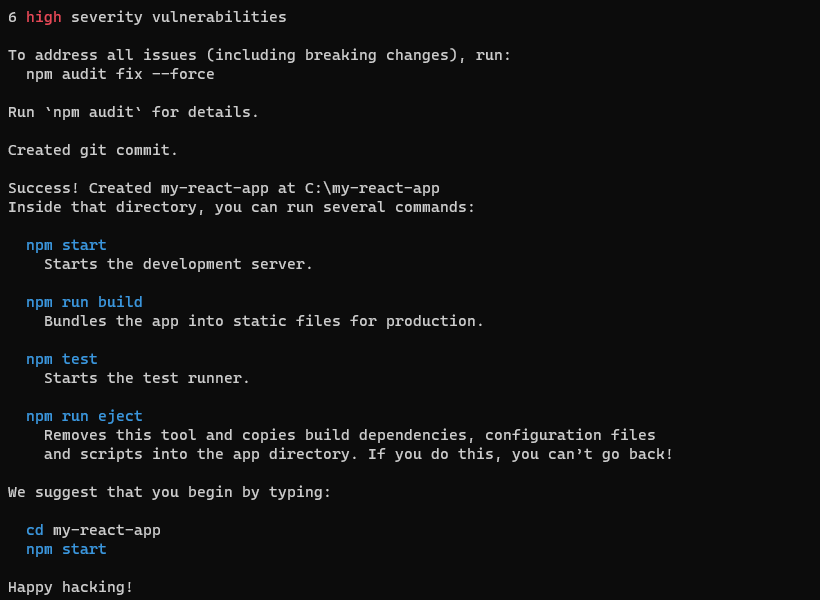 6 high severity vulnerabilities
To address all issues (including breaking changes), run:
npm audit fix --force
Run `npm audit` for details.
Created git commit.
Success! Created my-react-app at C:\my-react-app
Inside that directory, you can run several commands:
npm start
Starts the development server.
npm run build
Bundles the app into static files for production.
npm test
Starts the test runner.
npm run eject
Removes this tool and copies build dependencies, configuration files
and scripts into the app directory. If you do this, you can’t go back!
We suggest that you begin by typing:
cd my-react-app
npm start
Happy hacking!